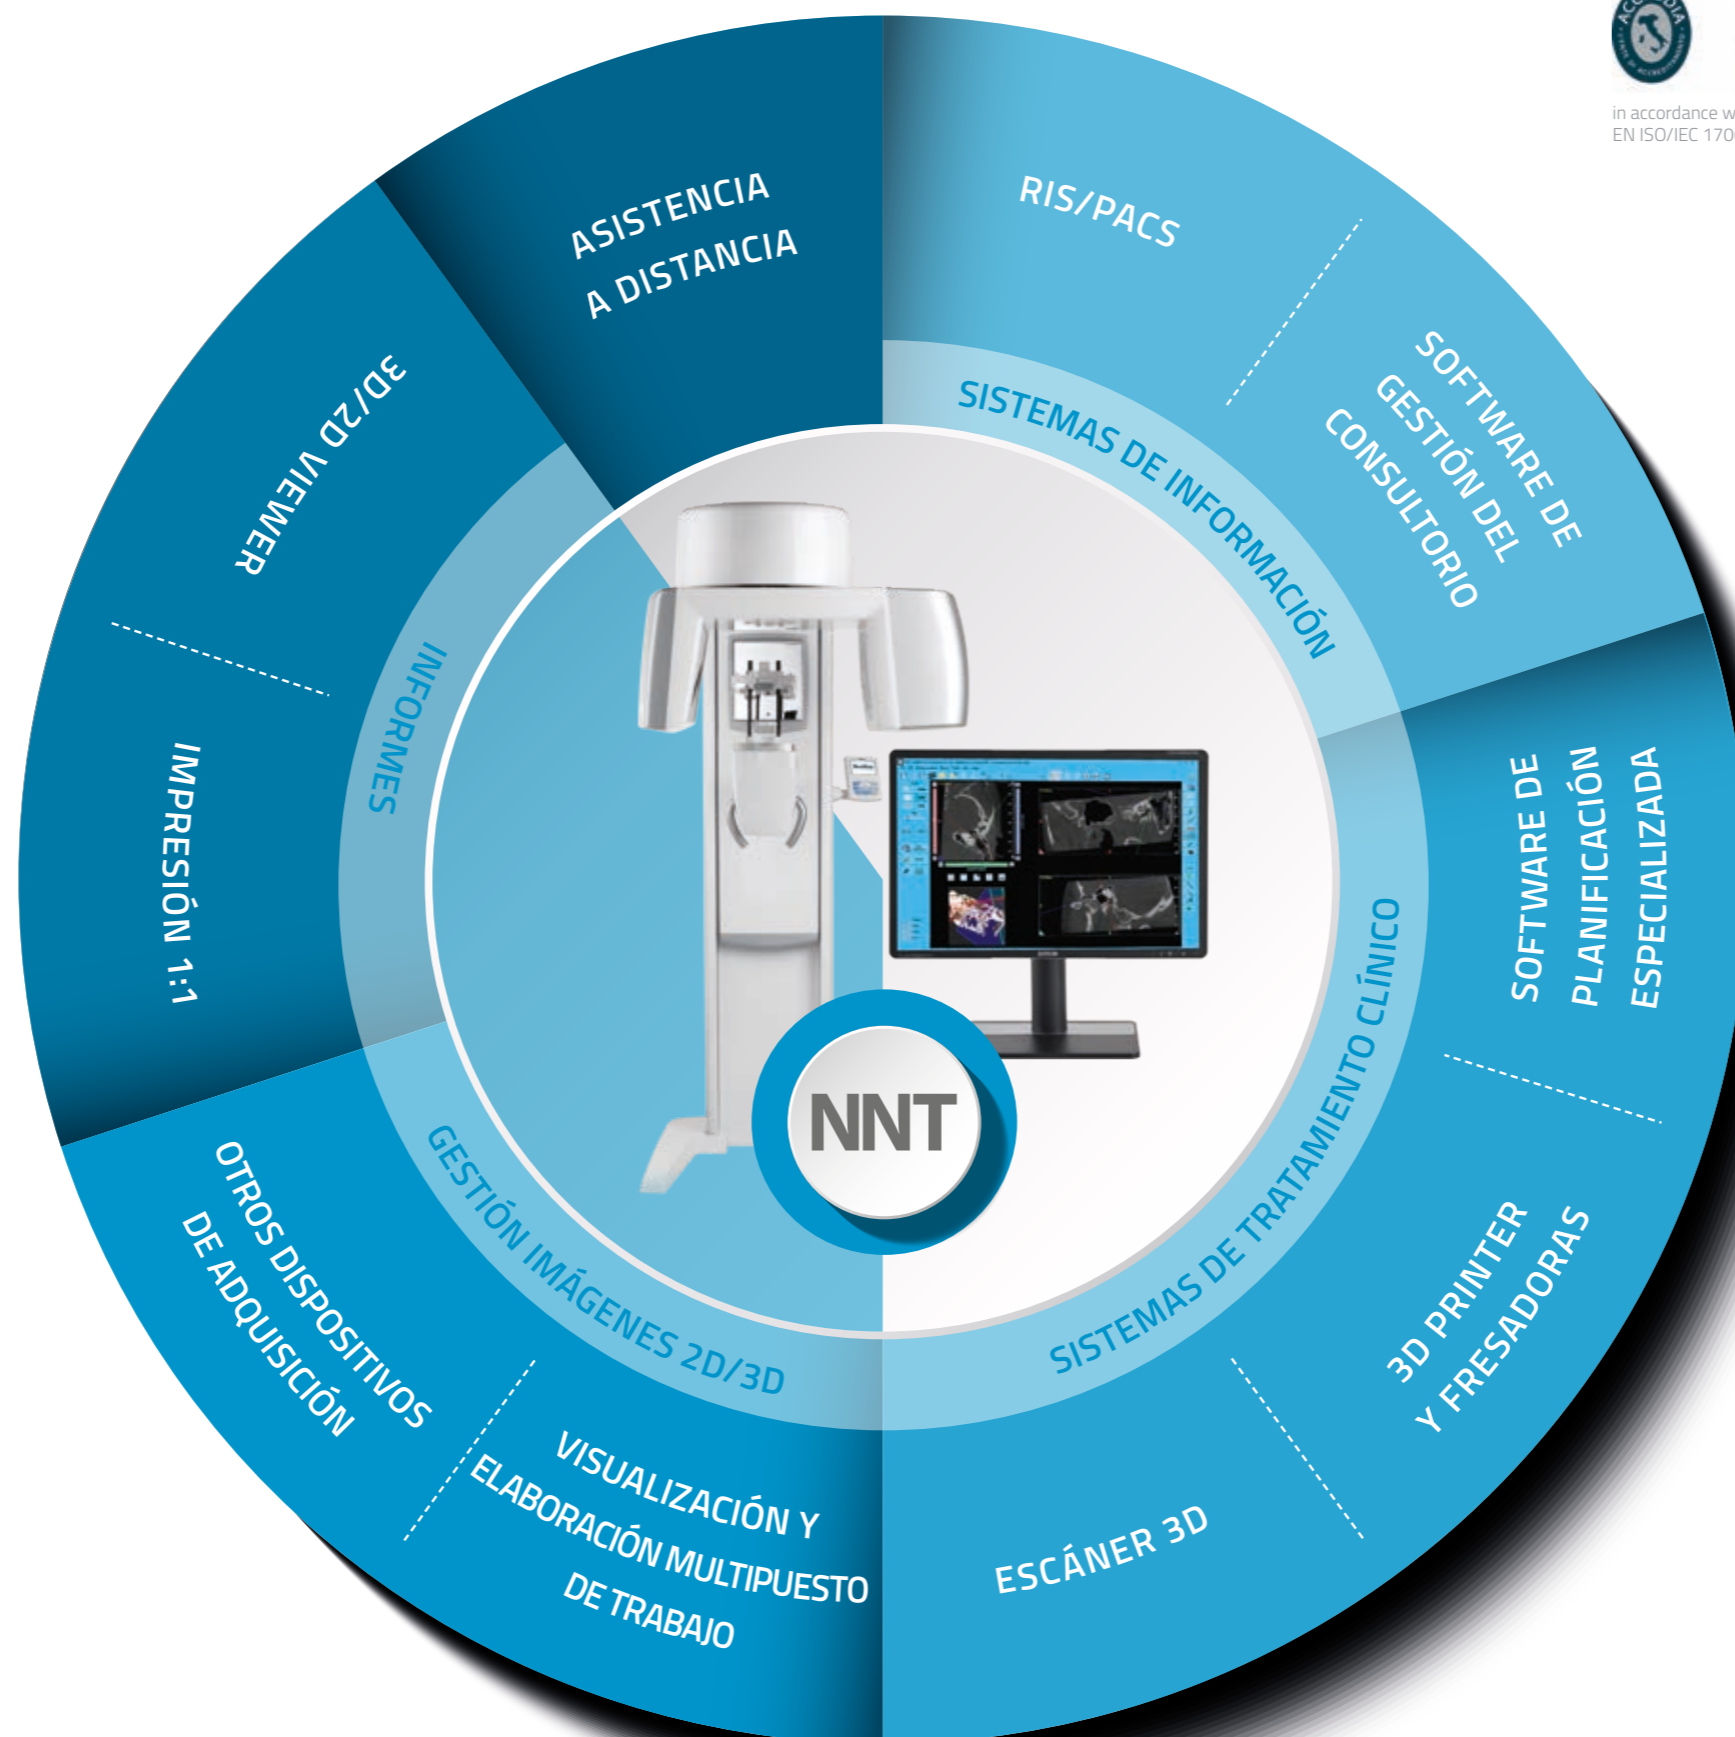 ACCREDIA
in accordance w
EN ISO/IEC 170
ASISTENCIA
A DISTANCIA
RIS/PACS
SOFTWARE DE
GESTIÓN DEL
CONSULTORIO
SISTEMAS DE INFORMACIÓN
3D/2D VIEWER
IMPRESIÓN 1:1
INFORMES
SOFTWARE DE
PLANIFICACIÓN
ESPECIALIZADA
3D PRINTER
Y FRESADORAS
ESCÁNER 3D
SISTEMAS DE TRATAMIENTO CLÍNICO
NNT
GESTIÓN IMÁGENES 2D/3D
OTROS DISPOSITIVOS
DE ADQUISICIÓN
VISUALIZACIÓN Y
ELABORACIÓN MULTIPUESTO
DE TRABAJO